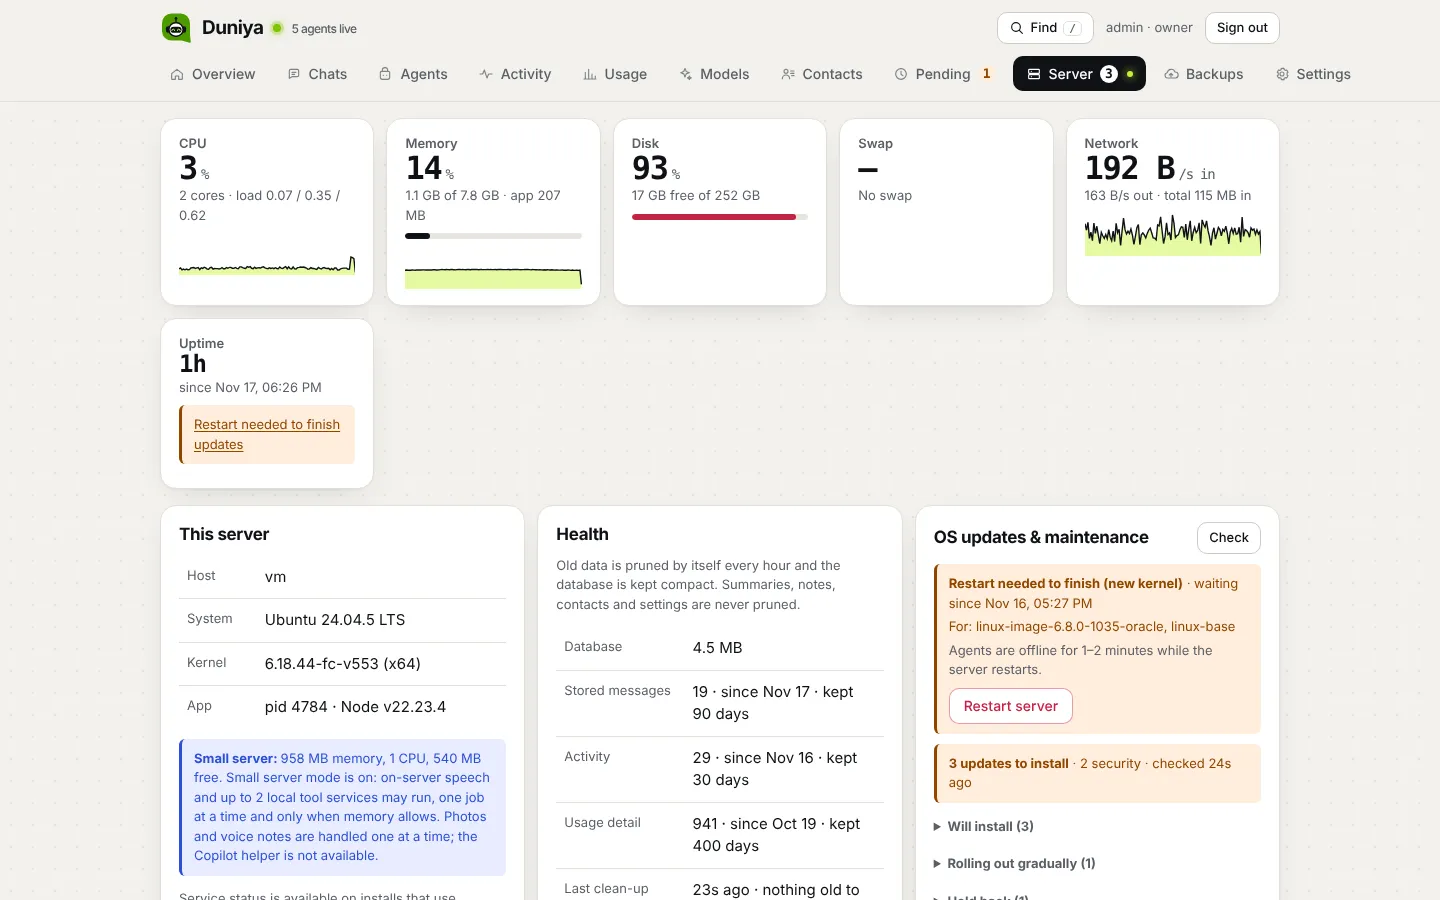 Duniya
5 agents live
Find /
admin · owner
Sign out
Overview
Chats
Agents
Activity
Usage
Models
Contacts
Pending 1
Server 3
Backups
Settings
CPU
3 %
2 cores · load 0.07 / 0.35 /
0.62
Memory
14 %
1.1 GB of 7.8 GB · app 207
MB
Disk
93 %
17 GB free of 252 GB
Swap
–
No swap
Network
192 B /s in
163 B/s out · total 115 MB in
Uptime
1h
since Nov 17, 06:26 PM
Restart needed to finish
updates
This server
Host vm
System Ubuntu 24.04.5 LTS
Kernel 6.18.44-fc-v553 (x64)
App pid 4784 · Node v22.23.4
Small server: 958 MB memory, 1 CPU, 540 MB
free. Small server mode is on: on-server speech
and up to 2 local tool services may run, one job
at a time and only when memory allows. Photos
and voice notes are handled one at a time; the
Copilot helper is not available.
Service status is available on installs that use
Health
Old data is pruned by itself every hour and the
database is kept compact. Summaries, notes,
contacts and settings are never pruned.
Database 4.5 MB
Stored messages 19 · since Nov 17 · kept
90 days
Activity 29 · since Nov 16 · kept
30 days
Usage detail 941 · since Oct 19 · kept
400 days
Last clean-up 23s ago · nothing old to
OS updates & maintenance
Check
Restart needed to finish (new kernel) · waiting
since Nov 16, 05:27 PM
For: linux-image-6.8.0-1035-oracle, linux-base
Agents are offline for 1–2 minutes while the
server restarts.
Restart server
3 updates to install · 2 security · checked 24s
ago
Will install (3)
Rolling out gradually (1)
Held back (1)